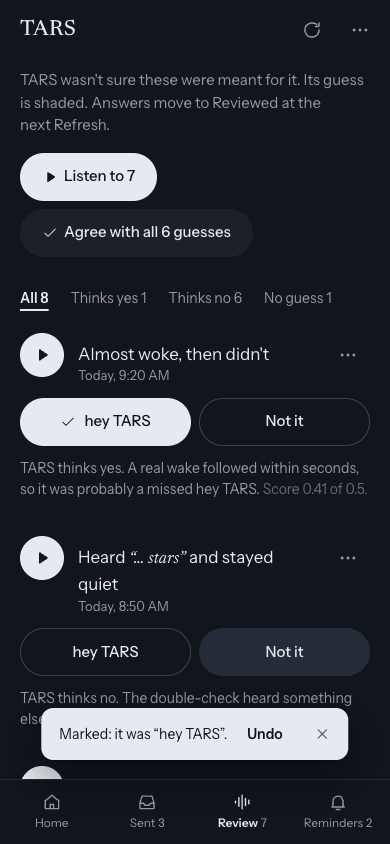 TARS
TARS wasn't sure these were meant for it. Its guess
is shaded. Answers move to Reviewed at the
next Refresh.
Listen to 7
Agree with all 6 guesses
All 8 Thinks yes 1 Thinks no 6 No guess 1
Almost woke, then didn't
Today, 9:20 AM
hey TARS Not it
TARS thinks yes. A real wake followed within seconds,
so it was probably a missed hey TARS. Score 0.41 of 0.5.
Heard “... stars” and stayed
quiet
Today, 8:50 AM
hey TARS Not it
TARS thinks no. The double-check heard something
else
Marked: it was “hey TARS”. Undo
Home Sent 3 Review 7 Reminders 2